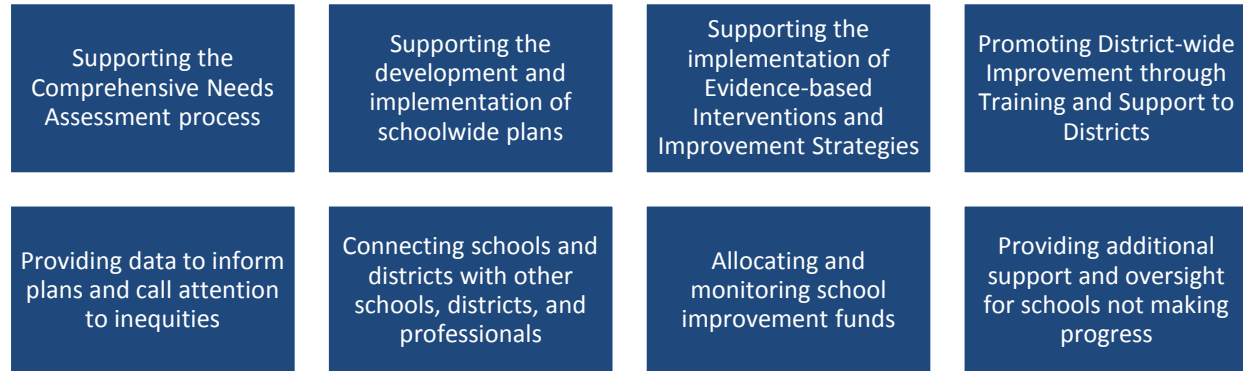 Supporting the
Comprehensive Needs
Assessment process
Supporting the
development and
implementation of
schoolwide plans
Supporting the
implementation of
Evidence-based
Interventions and
Improvement Strategies
Promoting District-wide
Improvement through
Training and Support to
Districts
Providing data to inform
plans and call attention
to inequities
Connecting schools and
districts with other
schools, districts, and
professionals
Allocating and
monitoring school
improvement funds
Providing additional
support and oversight
for schools not making
progress